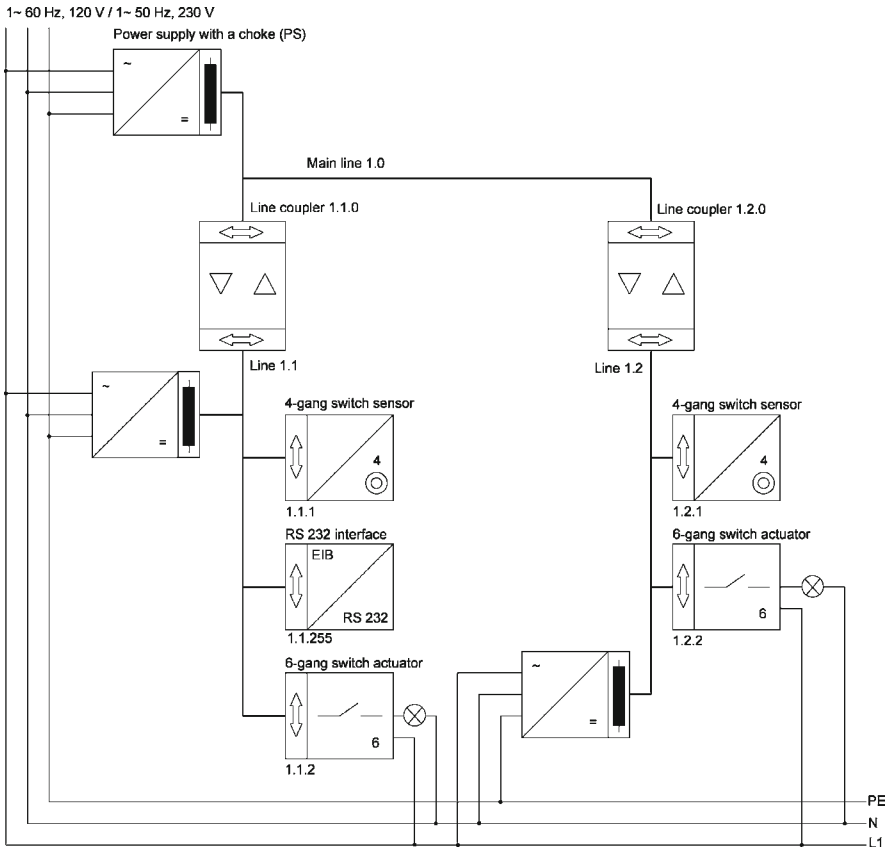 1~ 60 Hz, 120 V / 1~ 50 Hz, 230 V
Power supply with a choke (PS)
~
=
Main line 1.0
Line coupler 1.1.0
Line coupler 1.2.0
Line 1.1
Line 1.2
~
=
4-gang switch sensor
4
1.1.1
4-gang switch sensor
4
1.2.1
RS 232 interface
EIB
RS 232
1.1.255
6-gang switch actuator
6
1.2.2
6-gang switch actuator
6
1.1.2
~
=
PE
N
L1